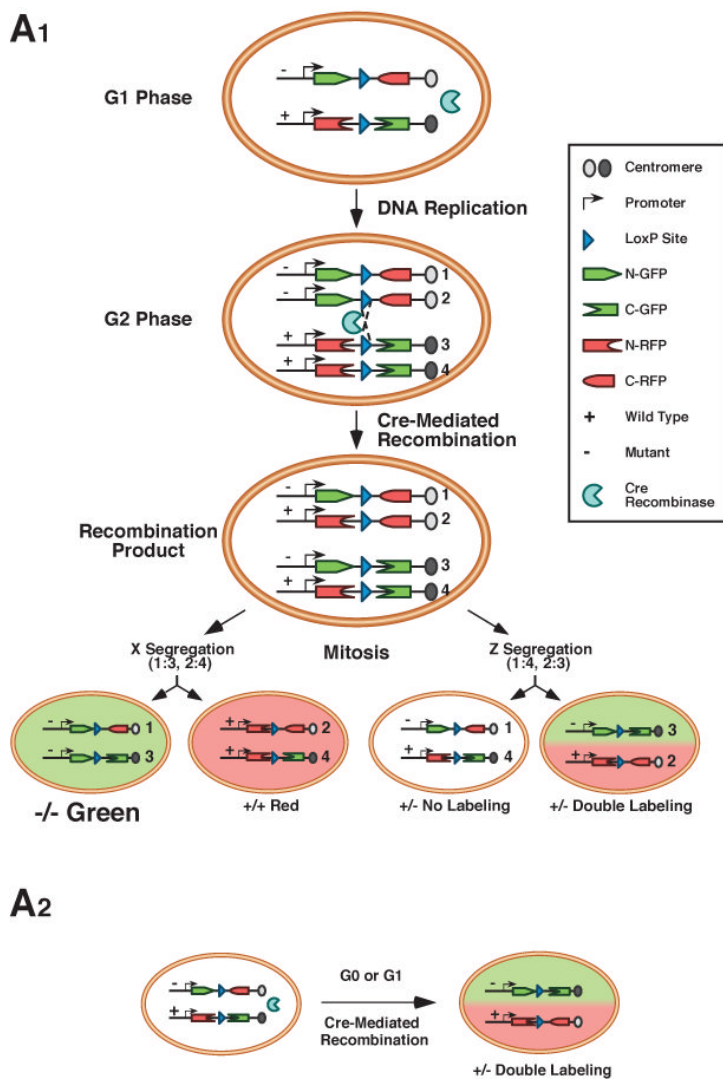 A1
G1 Phase
-
+
DNA Replication
G2 Phase
- 1
- 2
+ 3
+ 4
Cre-Mediated
Recombination
Recombination
Product
- 1
+ 2
- 3
+ 4
X Segregation
(1:3, 2:4)
Mitosis
Z Segregation
(1:4, 2:3)
- 1
- 3
-/- Green
+ 2
+ 4
+/+ Red
- 1
+ 4
+/- No Labeling
- 3
+ 2
+/- Double Labeling
Centromere
Promoter
LoxP Site
N-GFP
C-GFP
N-RFP
C-RFP
+ Wild Type
- Mutant
Cre
Recombinase
A2
-
+
G0 or G1
Cre-Mediated
Recombination
-
+
+/- Double Labeling